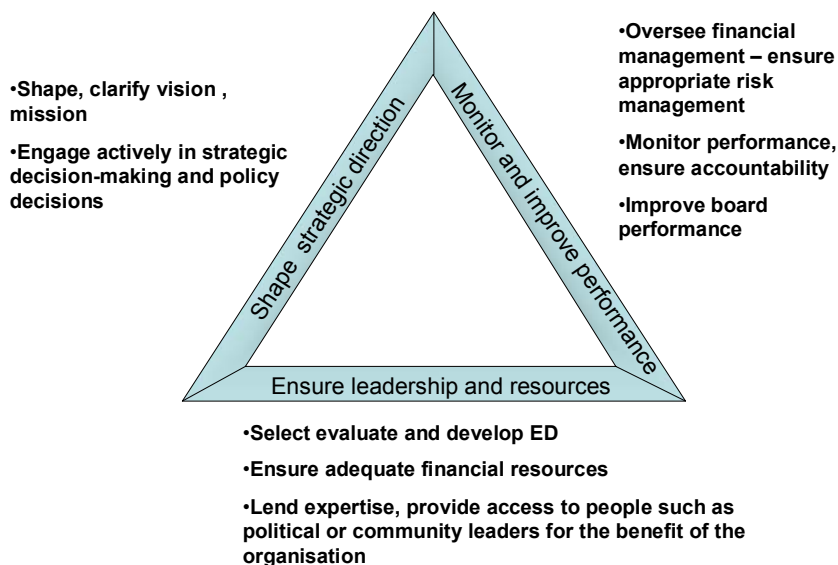 •Shape, clarify vision ,
mission
•Engage actively in strategic
decision-making and policy
decisions
Shape strategic direction
Monitor and improve performance
•Oversee financial
management – ensure
appropriate risk
management
•Monitor performance,
ensure accountability
•Improve board
performance
Ensure leadership and resources
•Select evaluate and develop ED
•Ensure adequate financial resources
•Lend expertise, provide access to people such as
political or community leaders for the benefit of the
organisation